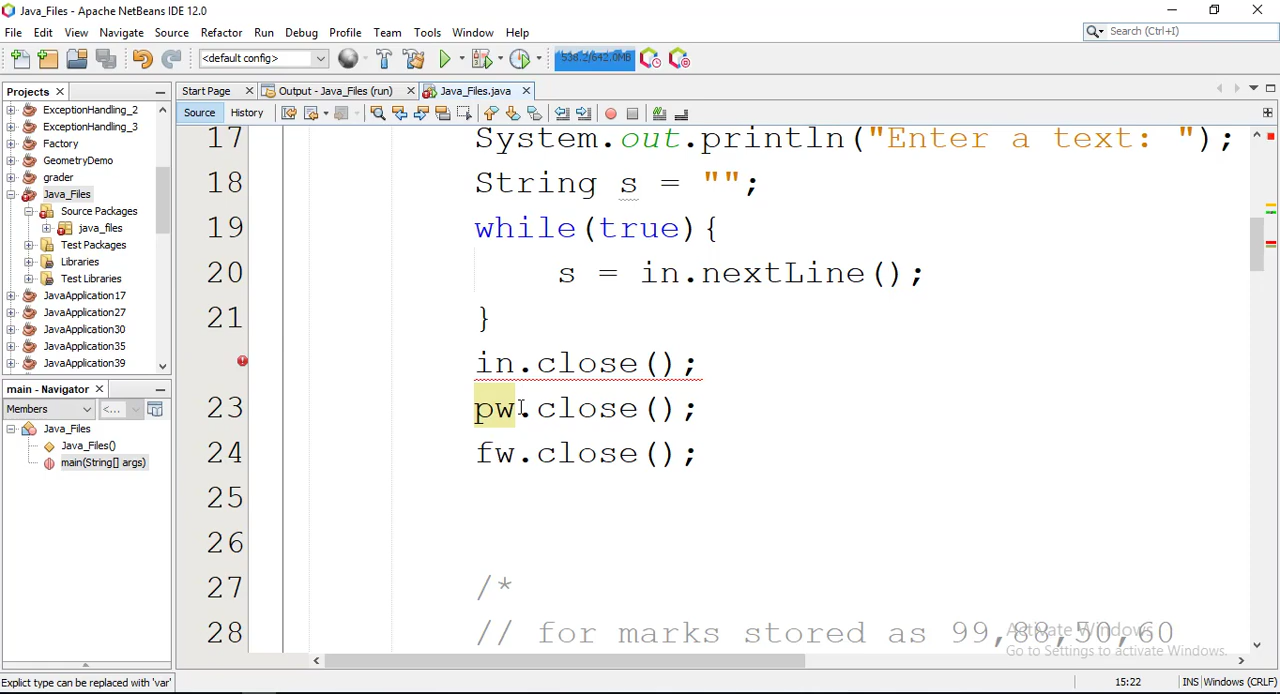 Java_Files - Apache NetBeans IDE 12.0
File Edit View Navigate Source Refactor Run Debug Profile Team Tools Window Help
Search (Ctrl+I)
<default config>
538.2/642.0MB
Projects
Start Page
Output - Java_Files (run)
Java_Files.java
Source History
ExceptionHandling_2
ExceptionHandling_3
Factory
GeometryDemo
grader
Java_Files
Source Packages
java_files
Test Packages
Libraries
Test Libraries
JavaApplication17
JavaApplication27
JavaApplication30
JavaApplication35
JavaApplication39
main - Navigator
Members
<...
Java_Files
Java_Files()
main(String[] args)
17 System.out.println("Enter a text: ");
18 String s = "";
19 while(true){
20 s = in.nextLine();
21 }
in.close();
23 pw.close();
24 fw.close();
25
26
27 /*
28 // for marks stored as 99,88,50,60
Activate Windows
Go to Settings to activate Windows.
Explict type can be replaced with 'var'
15:22
INS
Windows (CRLF)